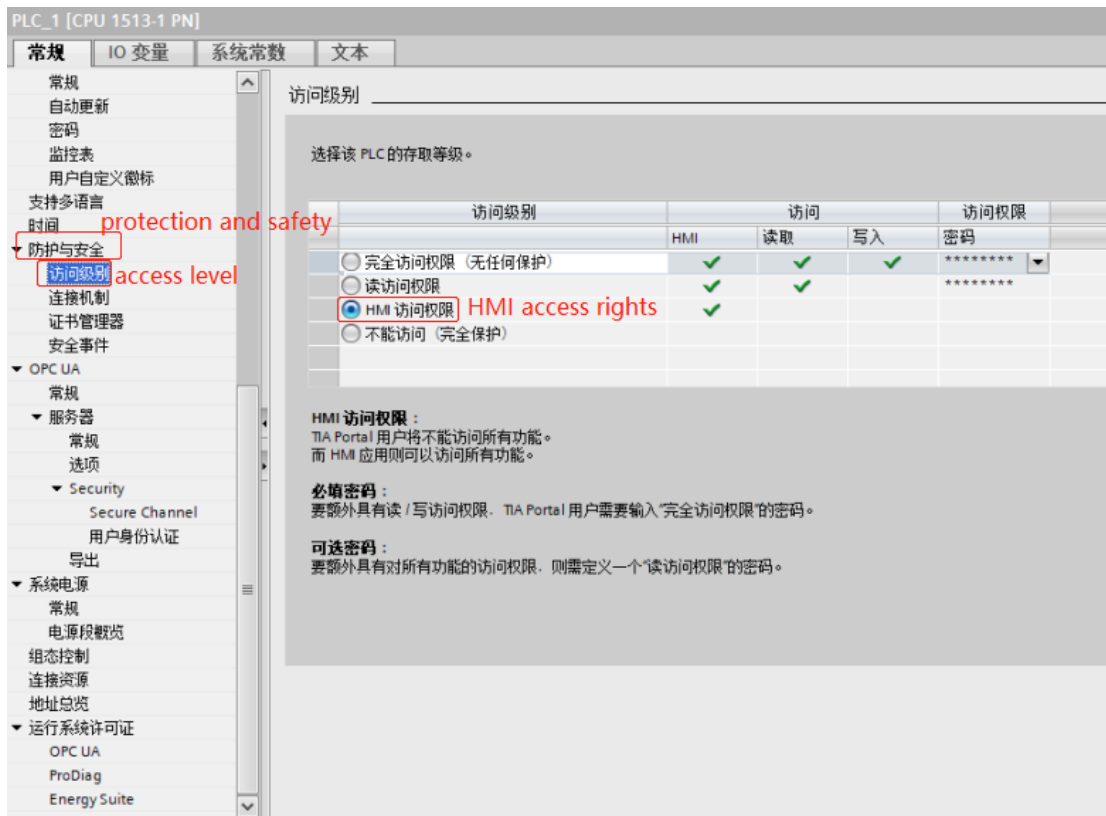 PLC_1 [CPU 1513-1 PN]
常规 IO 变量 系统常数 文本
常规
自动更新
密码
监控表
用户自定义徽标
支持多语言
时间
protection and safety
防护与安全
访问级别 access level
连接机制
证书管理器
安全事件
OPC UA
常规
服务器
常规
选项
Security
Secure Channel
用户身份认证
导出
系统电源
常规
电源段概览
组态控制
连接资源
地址总览
运行系统许可证
OPC UA
ProDiag
Energy Suite
访问级别
选择该 PLC 的存取等级。
访问级别 访问 访问权限
HMI 读取 写入 密码
完全访问权限（无任何保护） ✔ ✔ ✔ ********
读访问权限 ✔ ✔ ********
HMI 访问权限 HMI access rights ✔
不能访问（完全保护）
HMI 访问权限：
TIA Portal 用户将不能访问所有功能。
而 HMI 应用则可以访问所有功能。
必填密码：
要额外具有读 / 写访问权限，TIA Portal 用户需要输入“完全访问权限”的密码。
可选密码：
要额外具有对所有功能的访问权限，则需定义一个“读访问权限”的密码。